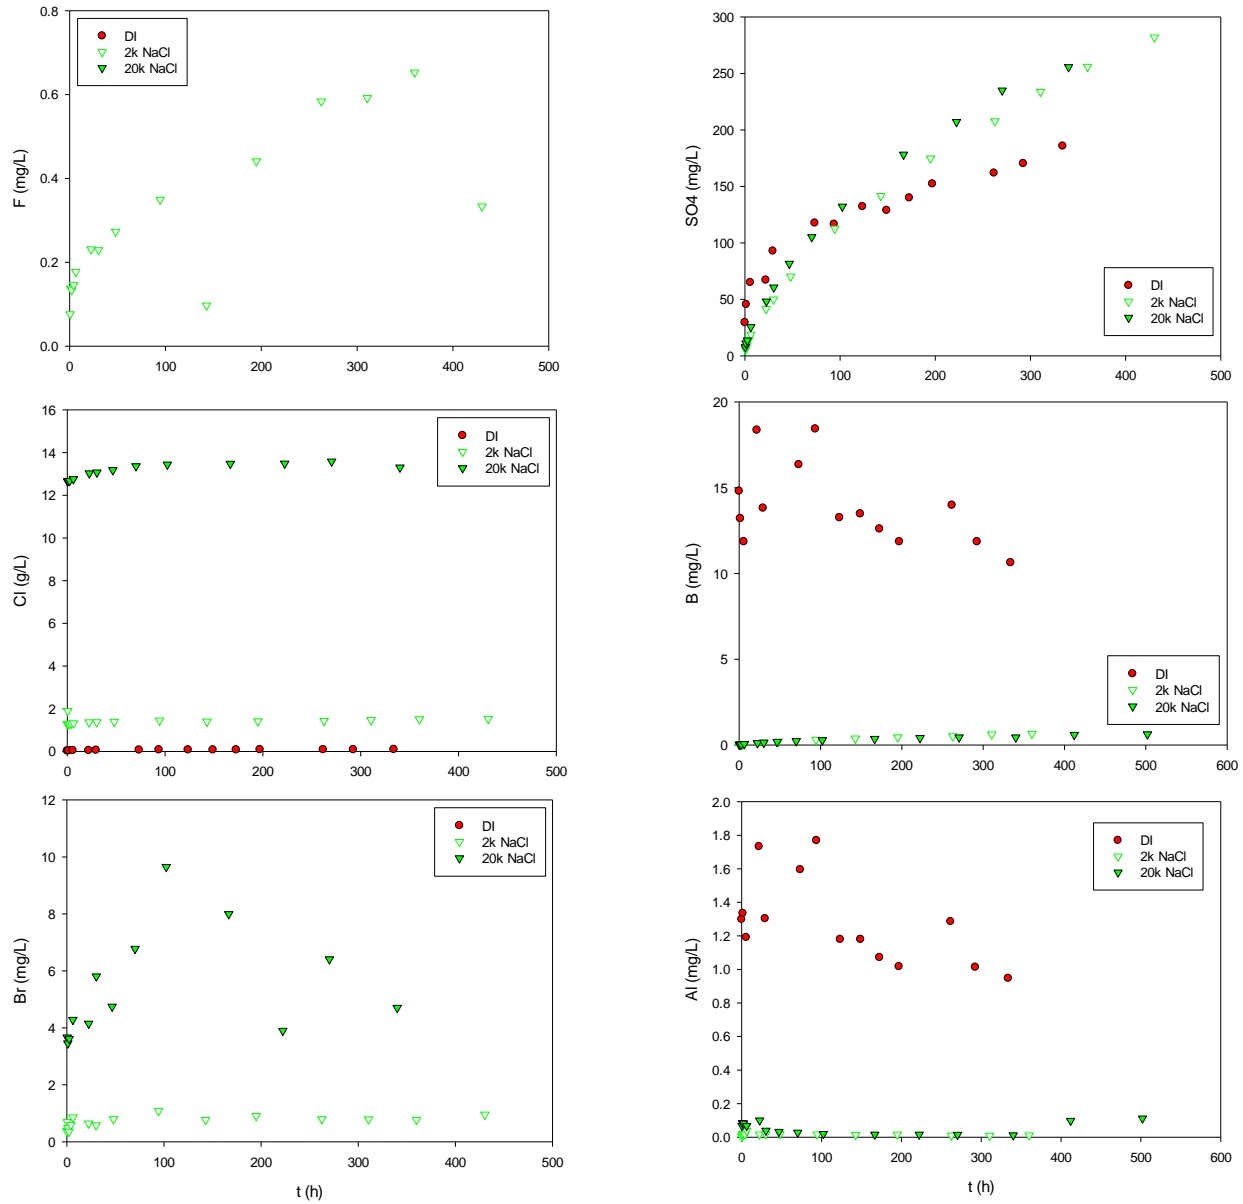 0.8
0.6
0.4
0.2
0.0
F (mg/L)
DI
2k NaCl
20k NaCl
0 100 200 300 400 500
300
250
200
150
100
50
0
SO4 (mg/L)
DI
2k NaCl
20k NaCl
0 100 200 300 400 500
16
14
12
10
8
6
4
2
0
Cl (g/L)
DI
2k NaCl
20k NaCl
0 100 200 300 400 500
20
15
10
5
0
B (mg/L)
DI
2k NaCl
20k NaCl
0 100 200 300 400 500 600
12
10
8
6
4
2
0
Br (mg/L)
DI
2k NaCl
20k NaCl
0 100 200 300 400 500
t (h)
2.0
1.8
1.6
1.4
1.2
1.0
0.8
0.6
0.4
0.2
0.0
Al (mg/L)
DI
2k NaCl
20k NaCl
0 100 200 300 400 500 600
t (h)